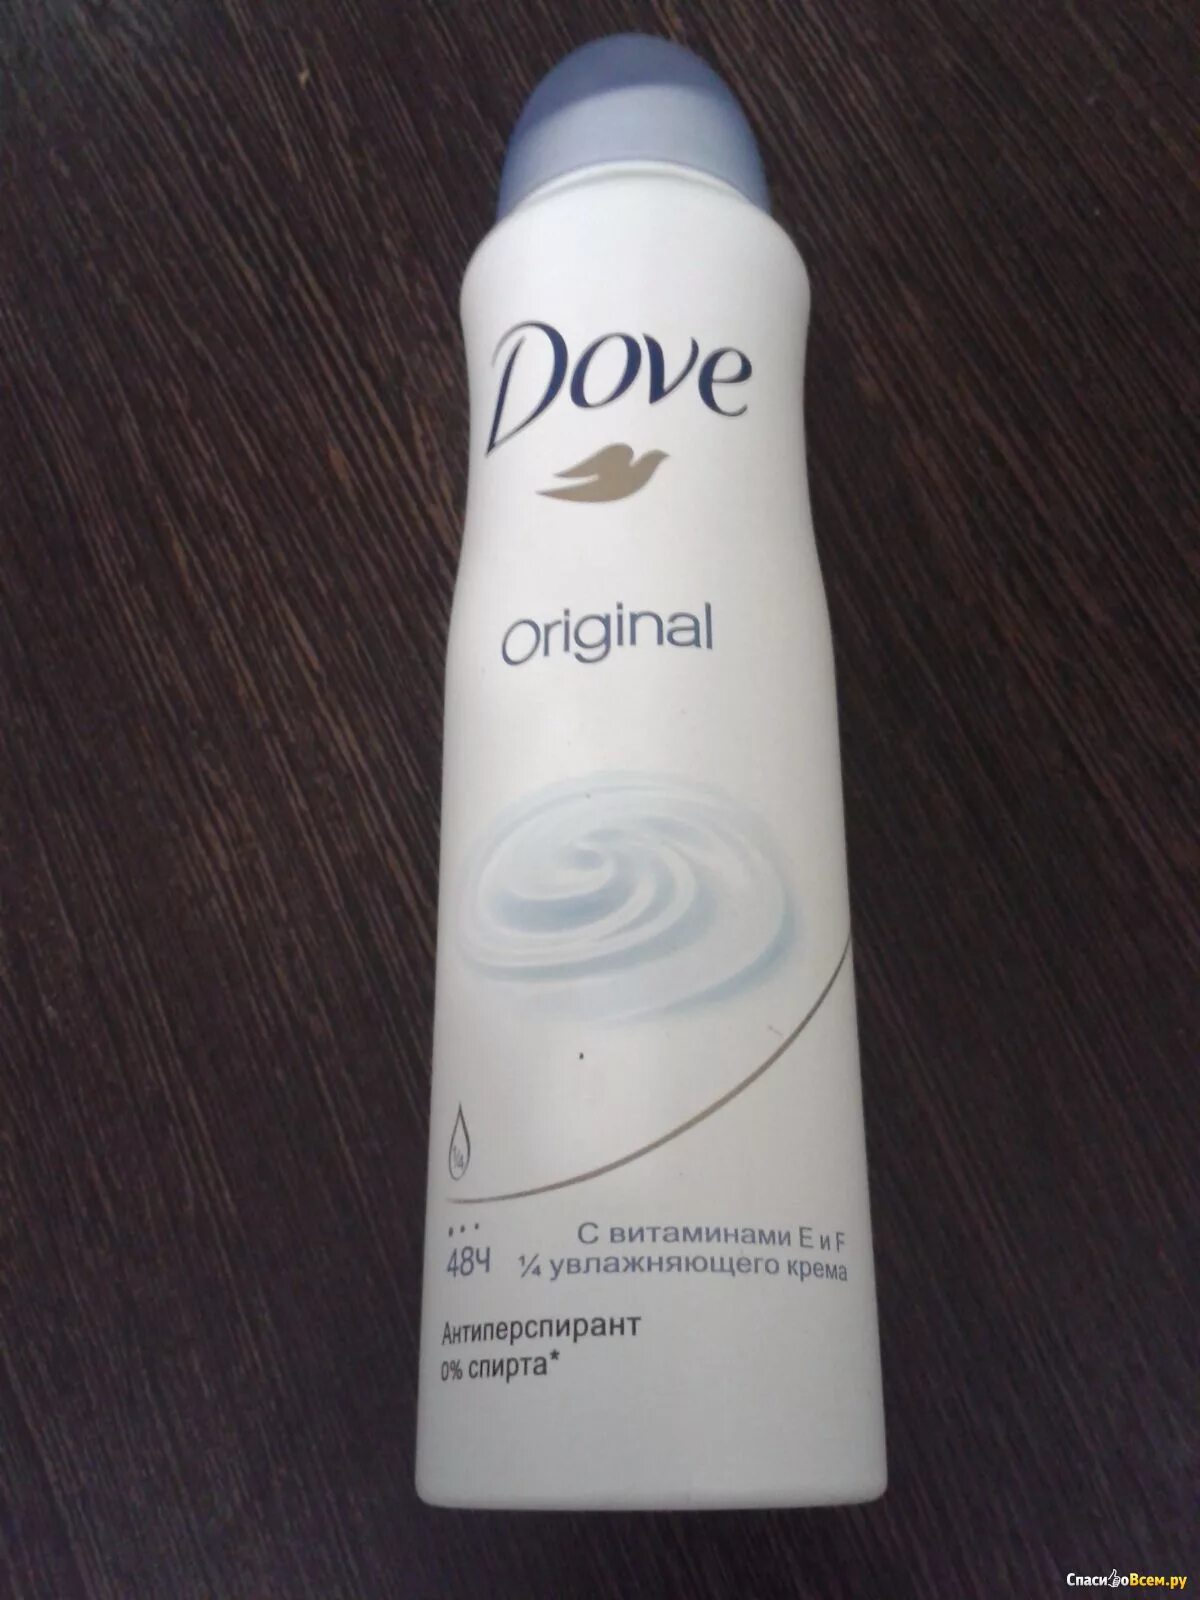 Dove
Original
1/4
48Ч
С витаминами E и F
¼ увлажняющего крема
Антиперспирант
0% спирта*
СпасибоВсем.ру